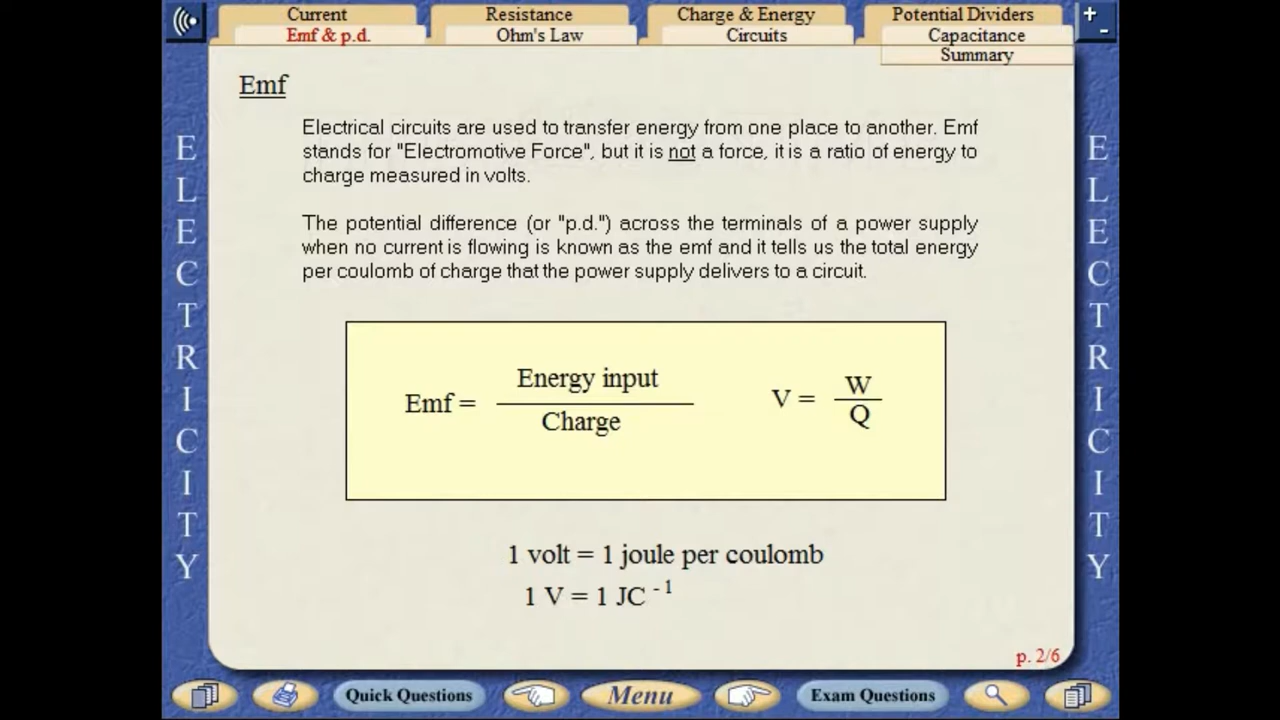 Current
Resistance
Charge & Energy
Potential Dividers
+
-
Emf & p.d.
Ohm's Law
Circuits
Capacitance
Summary
Emf
Electrical circuits are used to transfer energy from one place to another. Emf
stands for "Electromotive Force", but it is not a force, it is a ratio of energy to
charge measured in volts.
The potential difference (or "p.d.") across the terminals of a power supply
when no current is flowing is known as the emf and it tells us the total energy
per coulomb of charge that the power supply delivers to a circuit.
Emf = Energy input
Charge
V = W
Q
1 volt = 1 joule per coulomb
1 V = 1 JC ⁻¹
p. 2/6
ELECTRICITY
ELECTRICITY
Quick Questions
Menu
Exam Questions